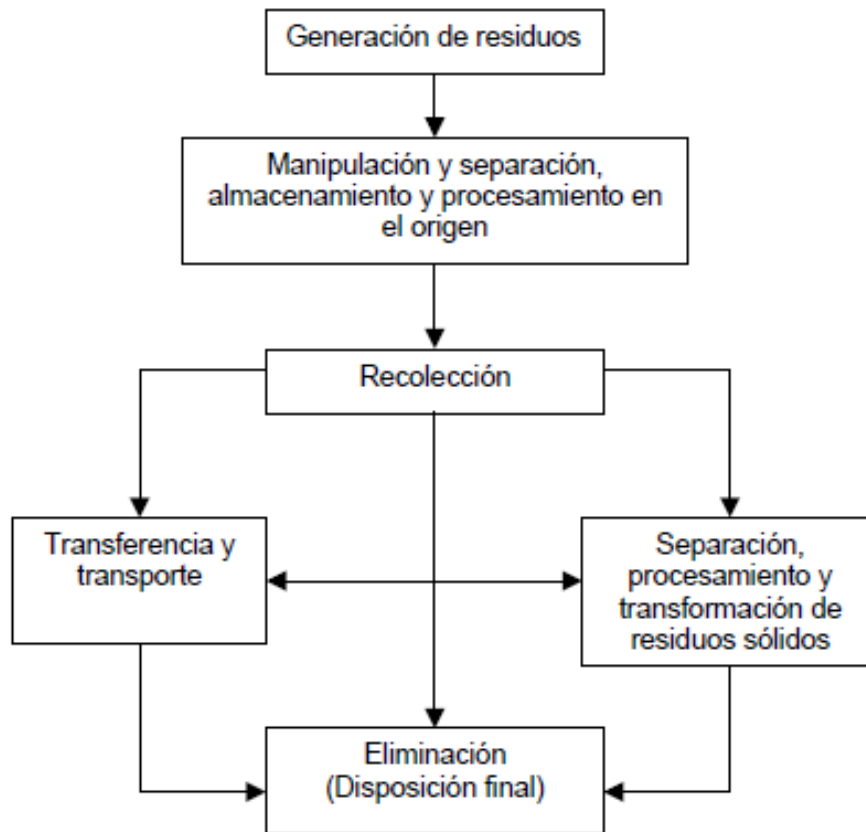 Generación de residuos
Manipulación y separación,
almacenamiento y procesamiento en
el origen
Recolección
Transferencia y
transporte
Separación,
procesamiento y
transformación de
residuos sólidos
Eliminación
(Disposición final)